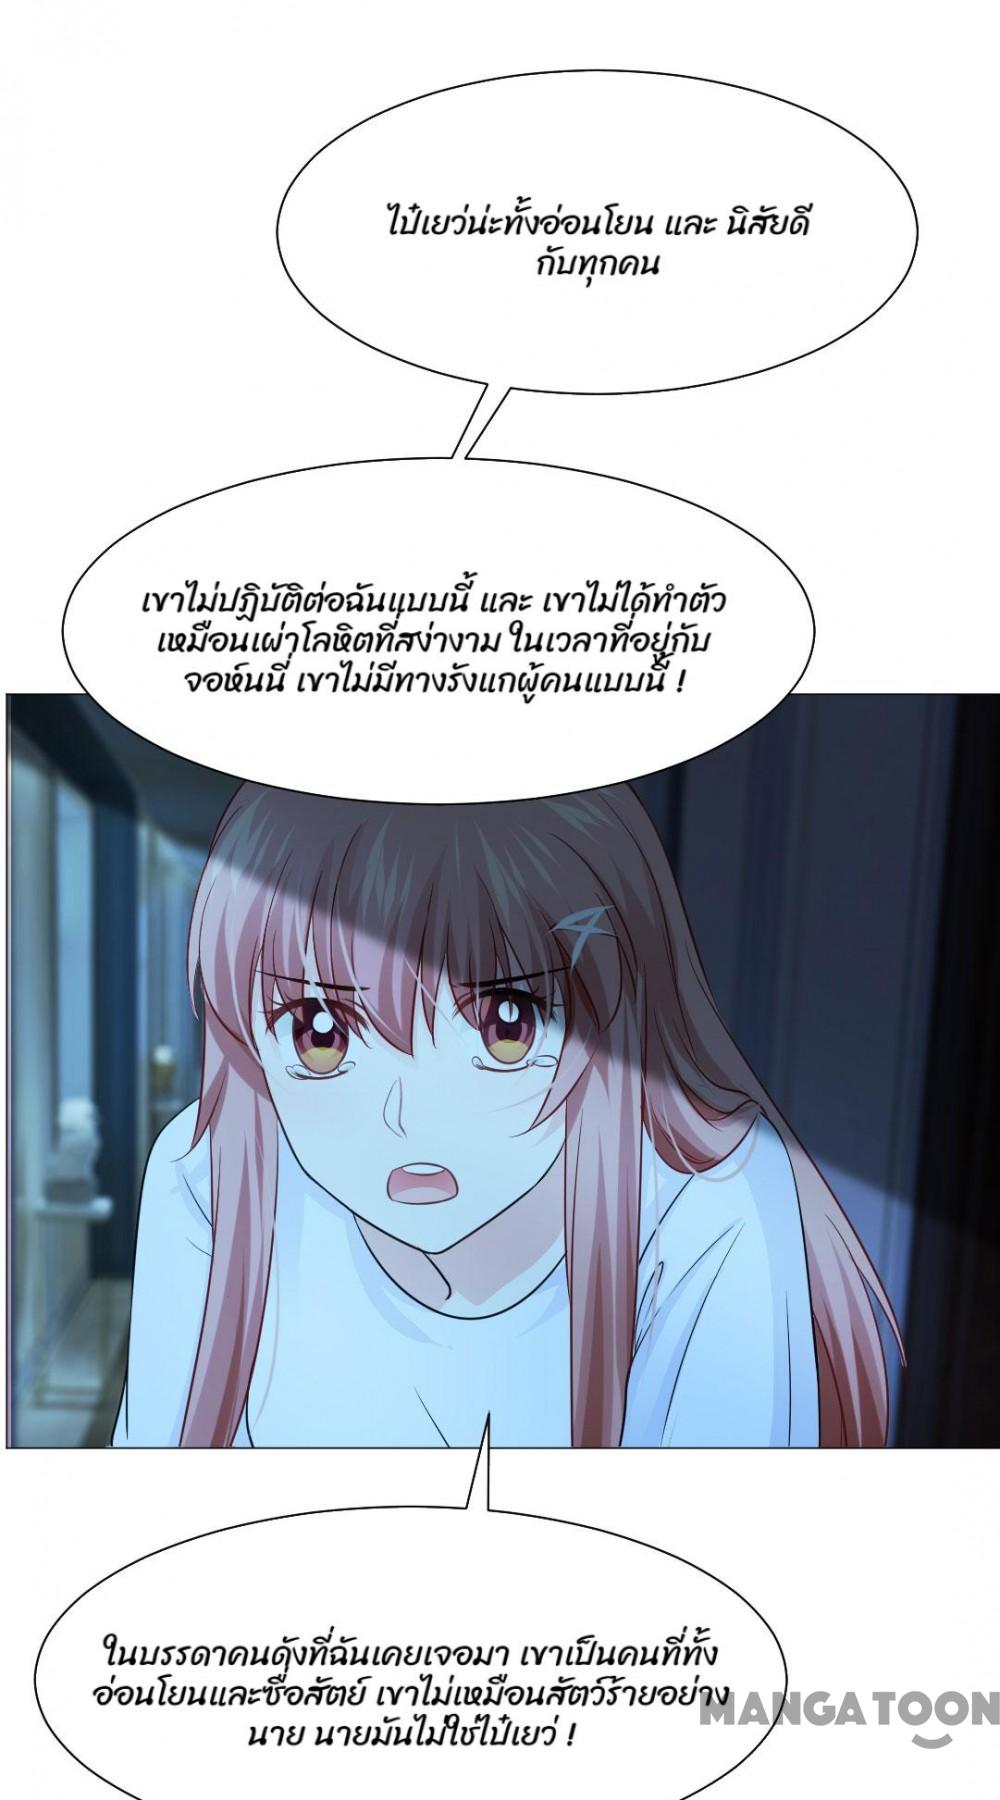 ไป๋เยว่น่ะทั้งอ่อนโยน และ นิสัยดี
กับทุกคน
เขาไม่ปฏิบัติต่อฉันแบบนี้ และ เขาไม่ได้ทำตัว
เหมือนเผ่าโลหิตที่สง่างาม ในเวลาที่อยู่กับ
จอห์นนี่ เขาไม่มีทางรังแกผู้คนแบบนี้ !
ในบรรดาคนดังที่ฉันเคยเจอมา เขาเป็นคนที่ทั้ง
อ่อนโยนและซื่อสัตย์ เขาไม่เหมือนสัตว์ร้ายอย่าง
นาย นายมันไม่ใช่ไป๋เยว่ !
MANGATOON